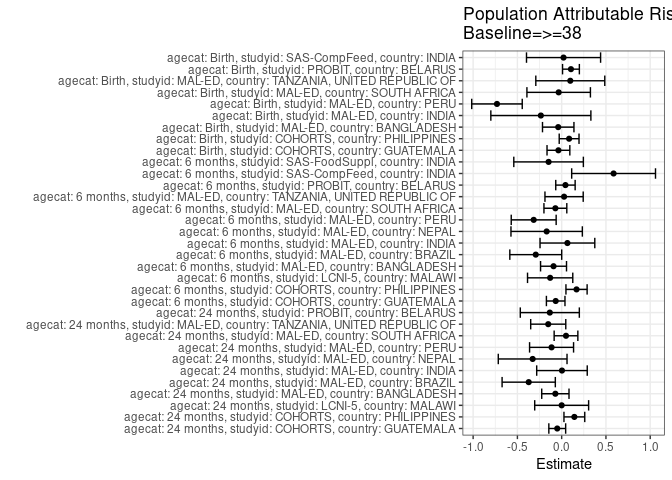 Population Attributable Ris
Baseline=>=38
agecat: Birth, studyid: SAS-CompFeed, country: INDIA
agecat: Birth, studyid: PROBIT, country: BELARUS
agecat: Birth, studyid: MAL-ED, country: TANZANIA, UNITED REPUBLIC OF
agecat: Birth, studyid: MAL-ED, country: SOUTH AFRICA
agecat: Birth, studyid: MAL-ED, country: PERU
agecat: Birth, studyid: MAL-ED, country: INDIA
agecat: Birth, studyid: MAL-ED, country: BANGLADESH
agecat: Birth, studyid: COHORTS, country: PHILIPPINES
agecat: Birth, studyid: COHORTS, country: GUATEMALA
agecat: 6 months, studyid: SAS-FoodSuppl, country: INDIA
agecat: 6 months, studyid: SAS-CompFeed, country: INDIA
agecat: 6 months, studyid: PROBIT, country: BELARUS
agecat: 6 months, studyid: MAL-ED, country: TANZANIA, UNITED REPUBLIC OF
agecat: 6 months, studyid: MAL-ED, country: SOUTH AFRICA
agecat: 6 months, studyid: MAL-ED, country: PERU
agecat: 6 months, studyid: MAL-ED, country: NEPAL
agecat: 6 months, studyid: MAL-ED, country: INDIA
agecat: 6 months, studyid: MAL-ED, country: BRAZIL
agecat: 6 months, studyid: MAL-ED, country: BANGLADESH
agecat: 6 months, studyid: LCNI-5, country: MALAWI
agecat: 6 months, studyid: COHORTS, country: PHILIPPINES
agecat: 6 months, studyid: COHORTS, country: GUATEMALA
agecat: 24 months, studyid: PROBIT, country: BELARUS
agecat: 24 months, studyid: MAL-ED, country: TANZANIA, UNITED REPUBLIC OF
agecat: 24 months, studyid: MAL-ED, country: SOUTH AFRICA
agecat: 24 months, studyid: MAL-ED, country: PERU
agecat: 24 months, studyid: MAL-ED, country: NEPAL
agecat: 24 months, studyid: MAL-ED, country: INDIA
agecat: 24 months, studyid: MAL-ED, country: BRAZIL
agecat: 24 months, studyid: MAL-ED, country: BANGLADESH
agecat: 24 months, studyid: LCNI-5, country: MALAWI
agecat: 24 months, studyid: COHORTS, country: PHILIPPINES
agecat: 24 months, studyid: COHORTS, country: GUATEMALA
-1.0 -0.5 0.0 0.5 1.0
Estimate